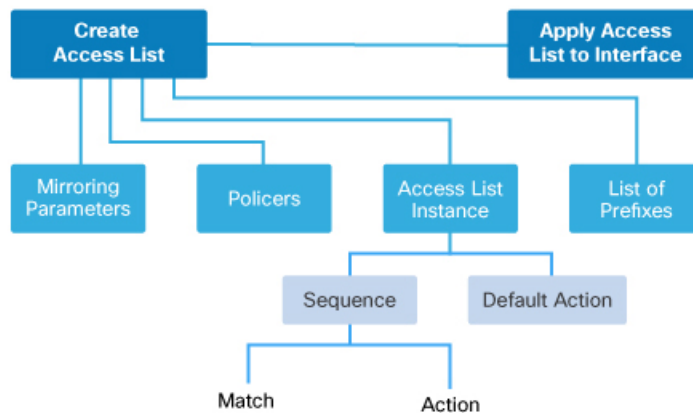 Create
Access List
Apply Access
List to Interface
Mirroring
Parameters
Policers
Access List
Instance
List of
Prefixes
Sequence
Default Action
Match
Action